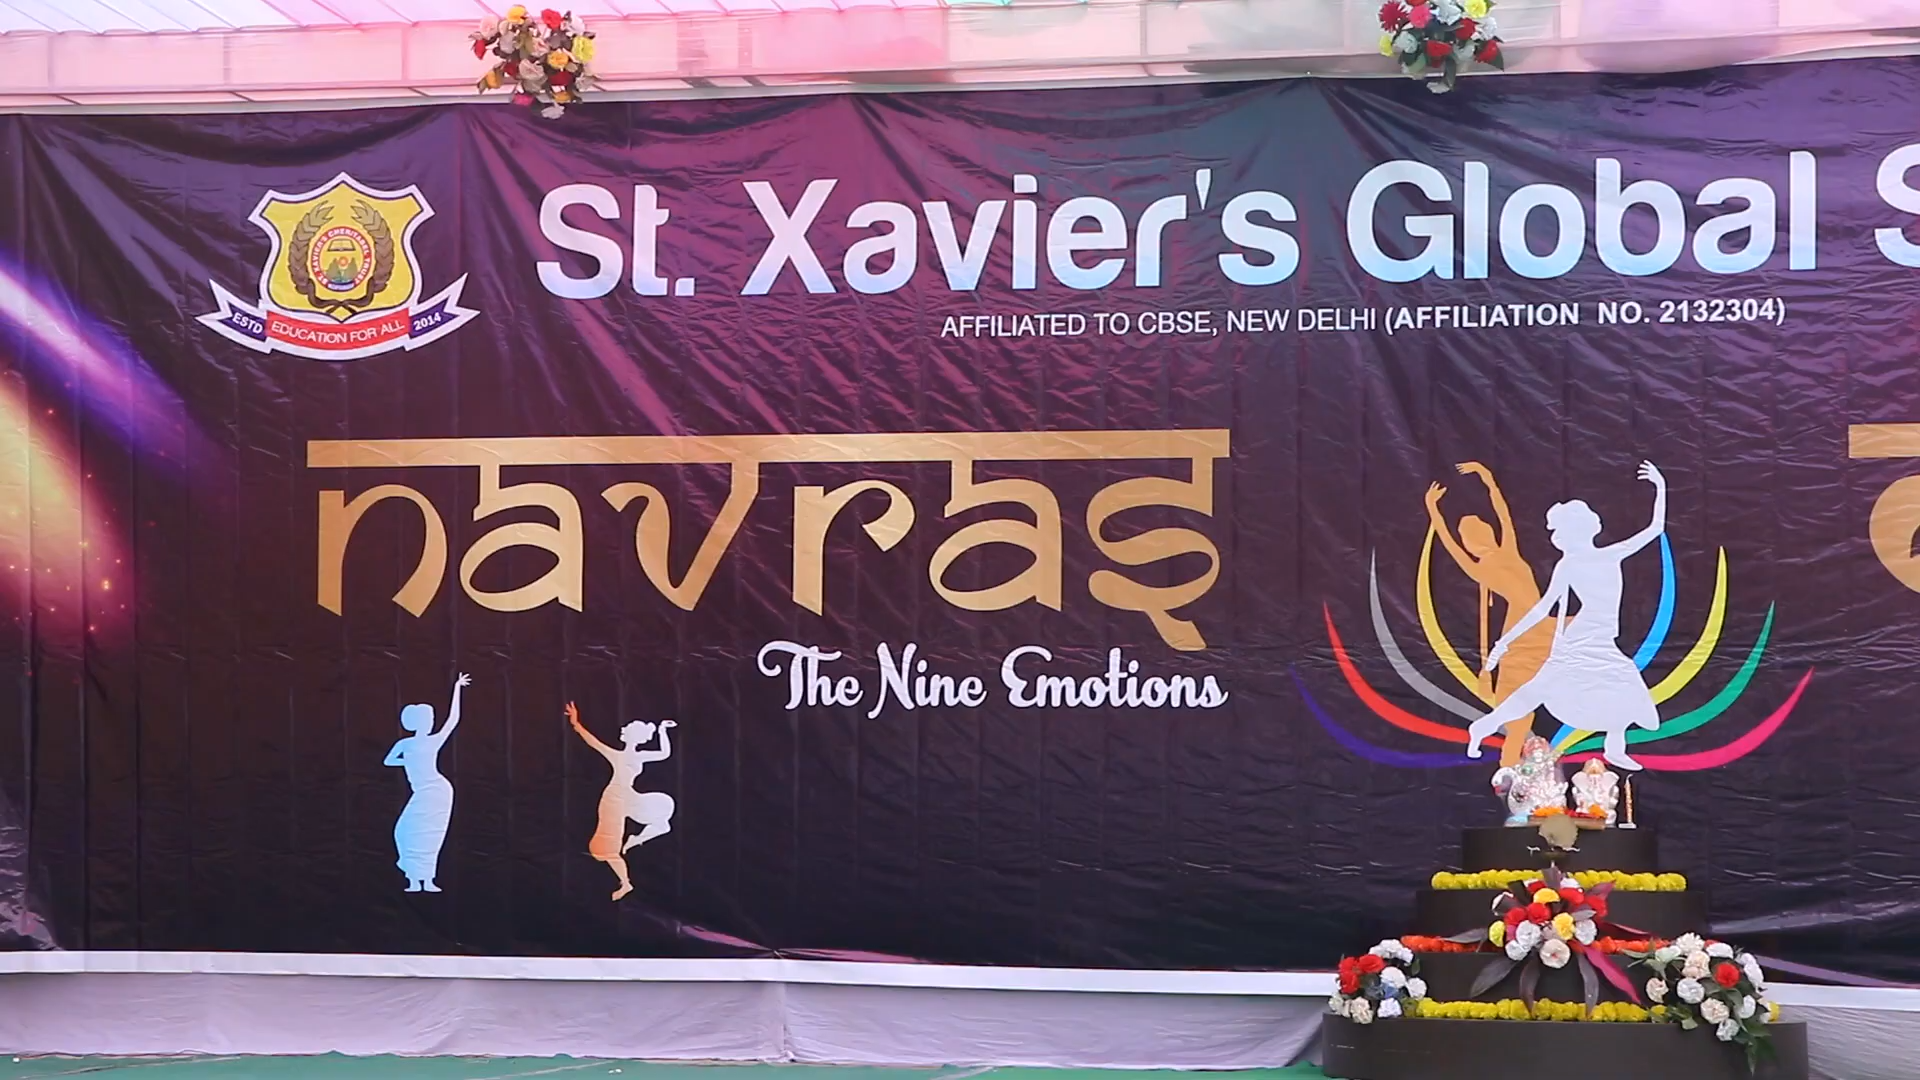 St. Xavier's Global S
AFFILIATED TO CBSE, NEW DELHI (AFFILIATION NO. 2132304)
ESTD EDUCATION FOR ALL 2014
navras
The Nine Emotions